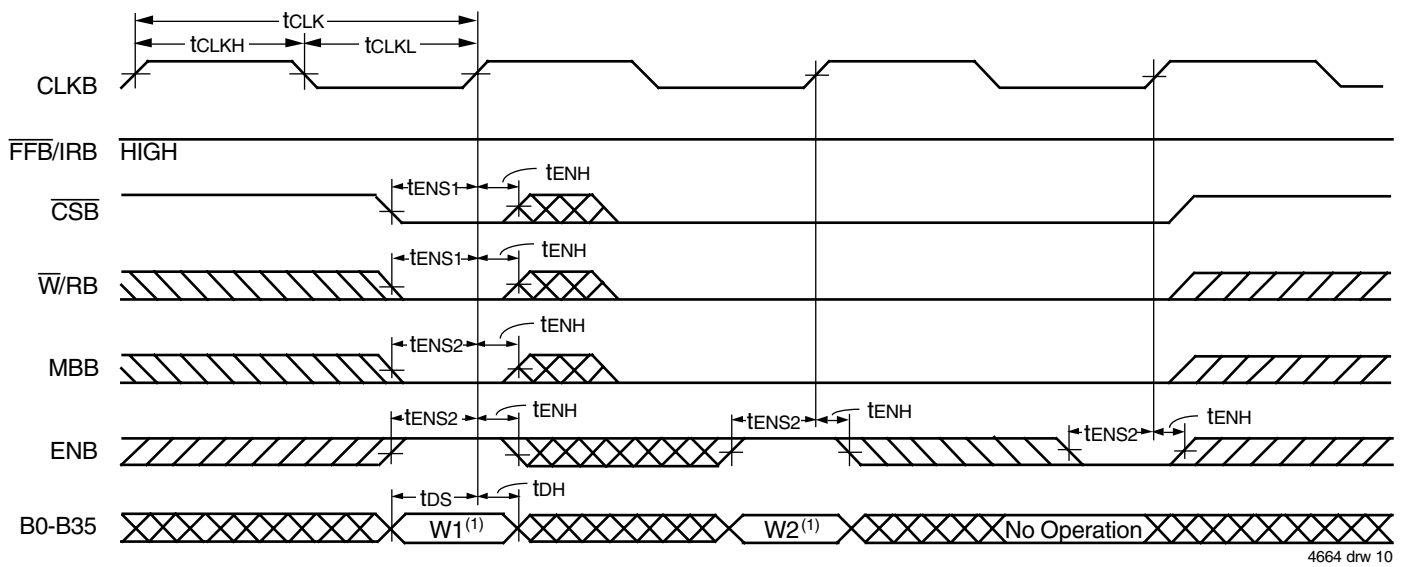 tCLK
tCLKH tCLKL
CLKB
FFB/IRB HIGH
tENS1 tENH
CSB
tENS1 tENH
W/RB
tENS2 tENH
MBB
tENS2 tENH tENS2 tENH tENS2 tENH
ENB
tDS tDH
B0-B35 W1(1) W2(1) No Operation
4664 drw 10